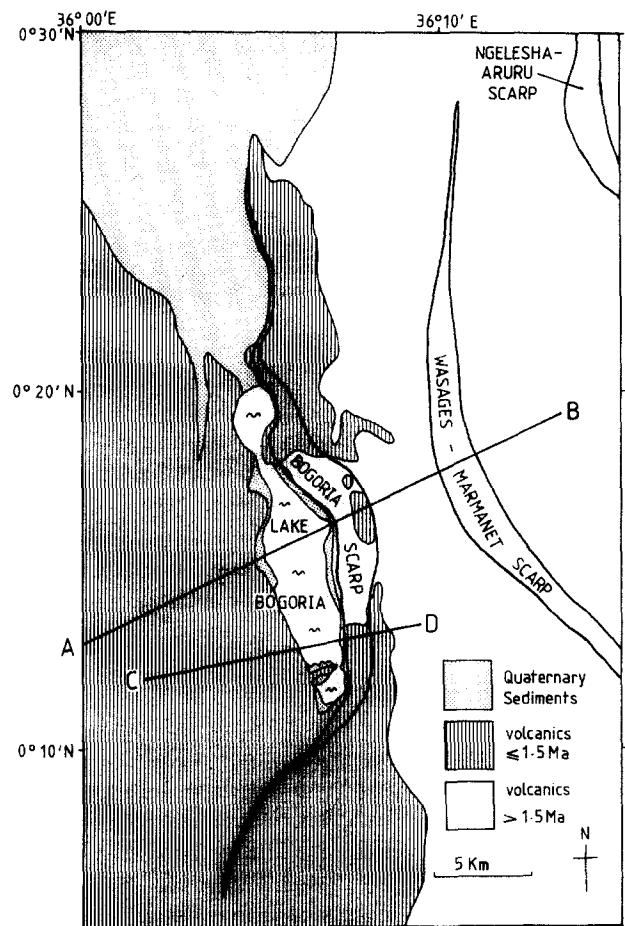 36° 00' E
36° 10' E
0° 30' N
NGELESHA-
ARURU
SCARP
0° 20' N
WASAGES - MARMANET SCARP
B
BOGORIA
SCARP
LAKE
BOGORIA
A
C
D
0° 10' N
Quaternary
Sediments
volcanics
≤ 1·5 Ma
volcanics
> 1·5 Ma
N
5 Km